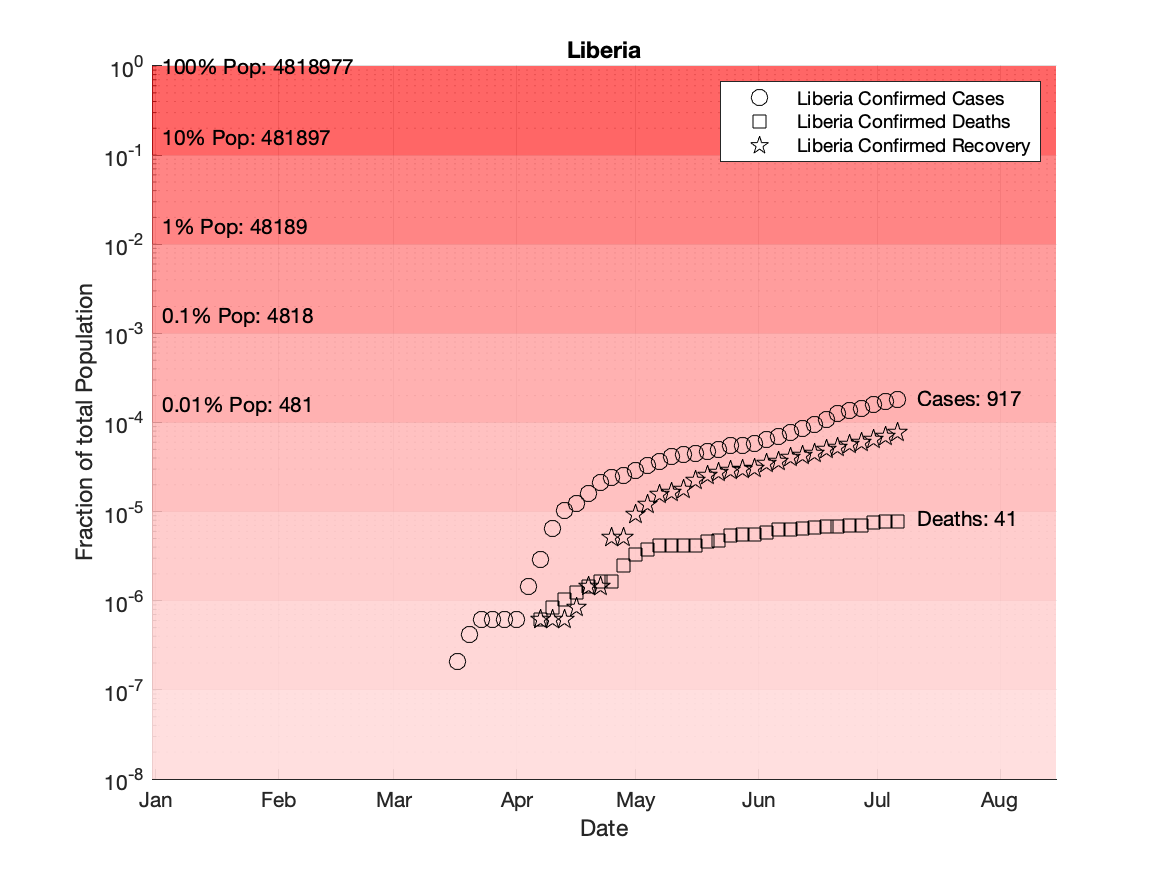 Liberia
10^0
10^-1
10^-2
10^-3
10^-4
10^-5
10^-6
10^-7
10^-8
Fraction of total Population
100% Pop: 4818977
10% Pop: 481897
1% Pop: 48189
0.1% Pop: 4818
0.01% Pop: 481
Liberia Confirmed Cases
Liberia Confirmed Deaths
Liberia Confirmed Recovery
Cases: 917
Deaths: 41
Jan Feb Mar Apr May Jun Jul Aug
Date